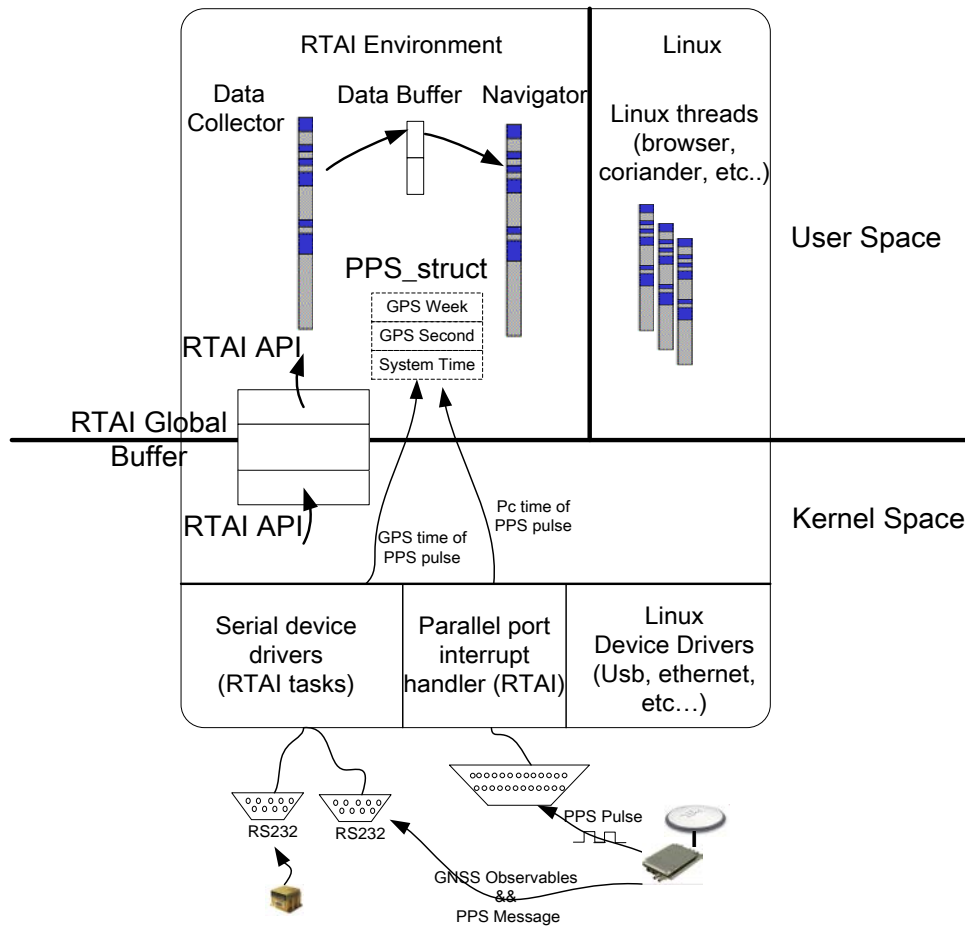 RTAI Environment
Linux
Data
Collector
Data Buffer
Navigator
Linux threads
(browser,
coriander, etc..)
User Space
PPS_struct
GPS Week
GPS Second
System Time
RTAI API
RTAI Global
Buffer
RTAI API
GPS time of
PPS pulse
Pc time of
PPS pulse
Kernel Space
Serial device
drivers
(RTAI tasks)
Parallel port
interrupt
handler (RTAI)
Linux
Device Drivers
(Usb, ethernet,
etc…)
RS232
RS232
PPS Pulse
GNSS Observables
&&
PPS Message